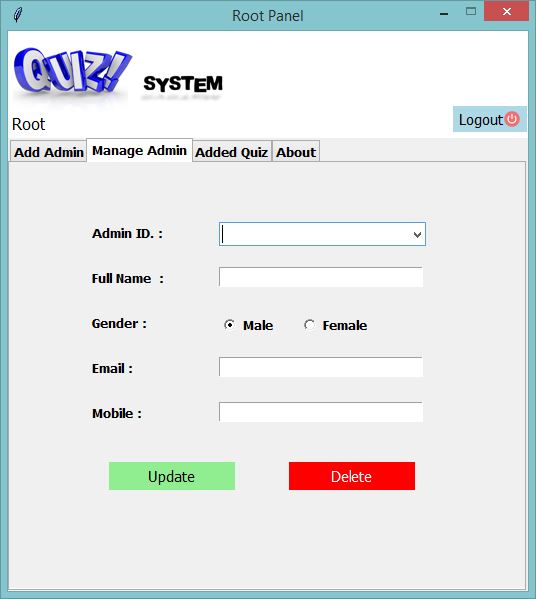 Root Panel
QUIZ! SYSTEM
Root
Logout
Add Admin Manage Admin Added Quiz About
Admin ID. :
Full Name :
Gender : Male Female
Email :
Mobile :
Update Delete